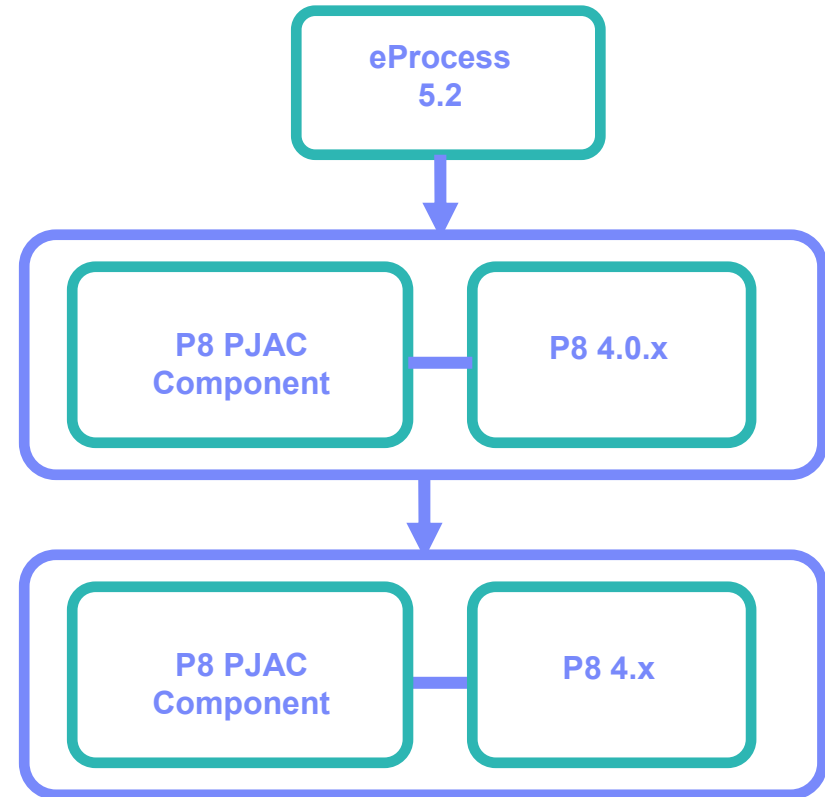 eProcess
5.2
P8 PJAC
Component
P8 4.0.x
P8 PJAC
Component
P8 4.x